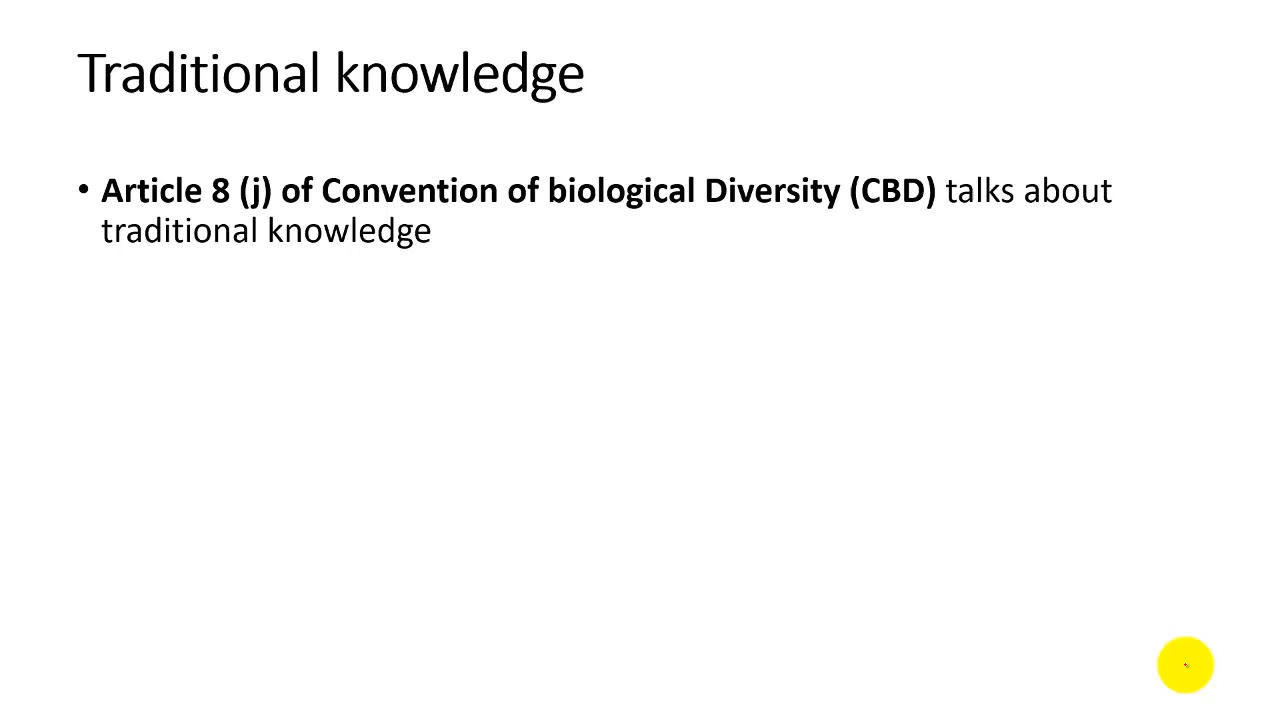 Traditional knowledge
• Article 8 (j) of Convention of biological Diversity (CBD) talks about
traditional knowledge